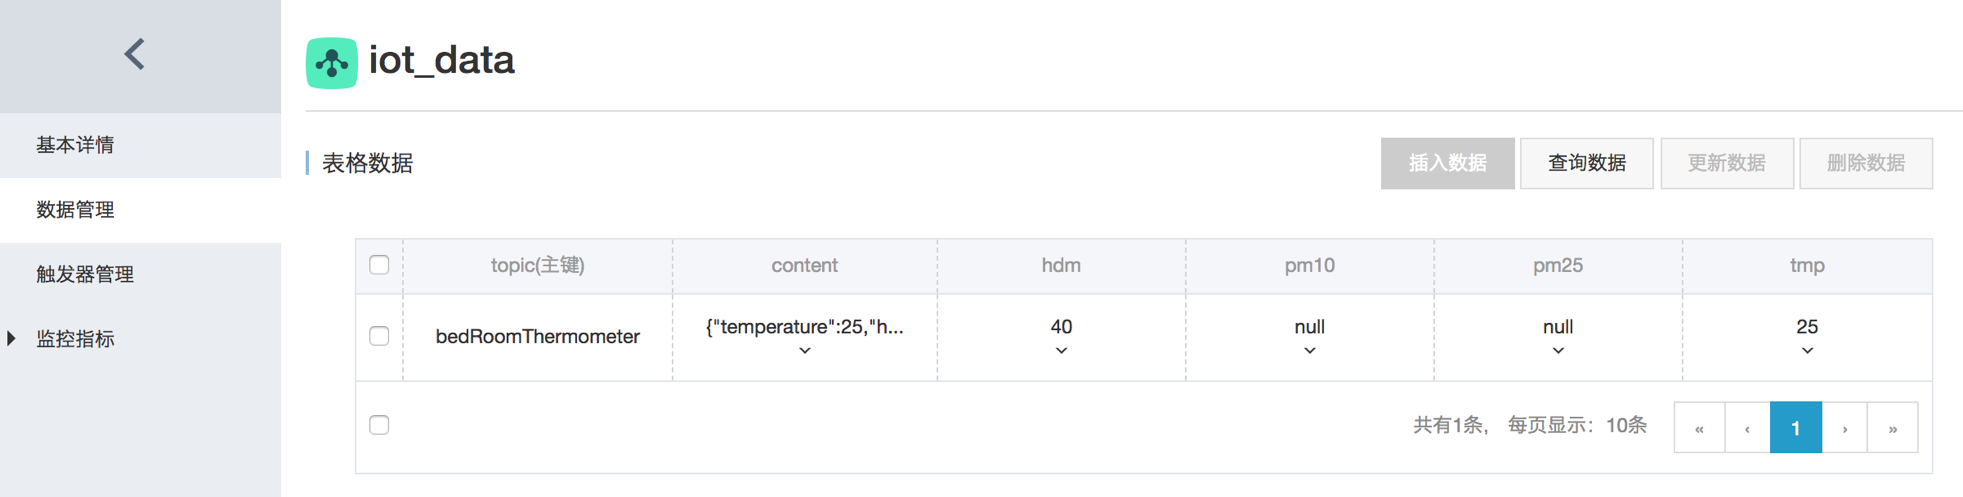 iot_data
基本详情
数据管理
触发器管理
监控指标
表格数据
插入数据 查询数据 更新数据 删除数据
topic(主键) content hdm pm10 pm25 tmp
bedRoomThermometer {"temperature":25,"h... 40 null null 25
共有1条， 每页显示：10条 « ‹ 1 › »